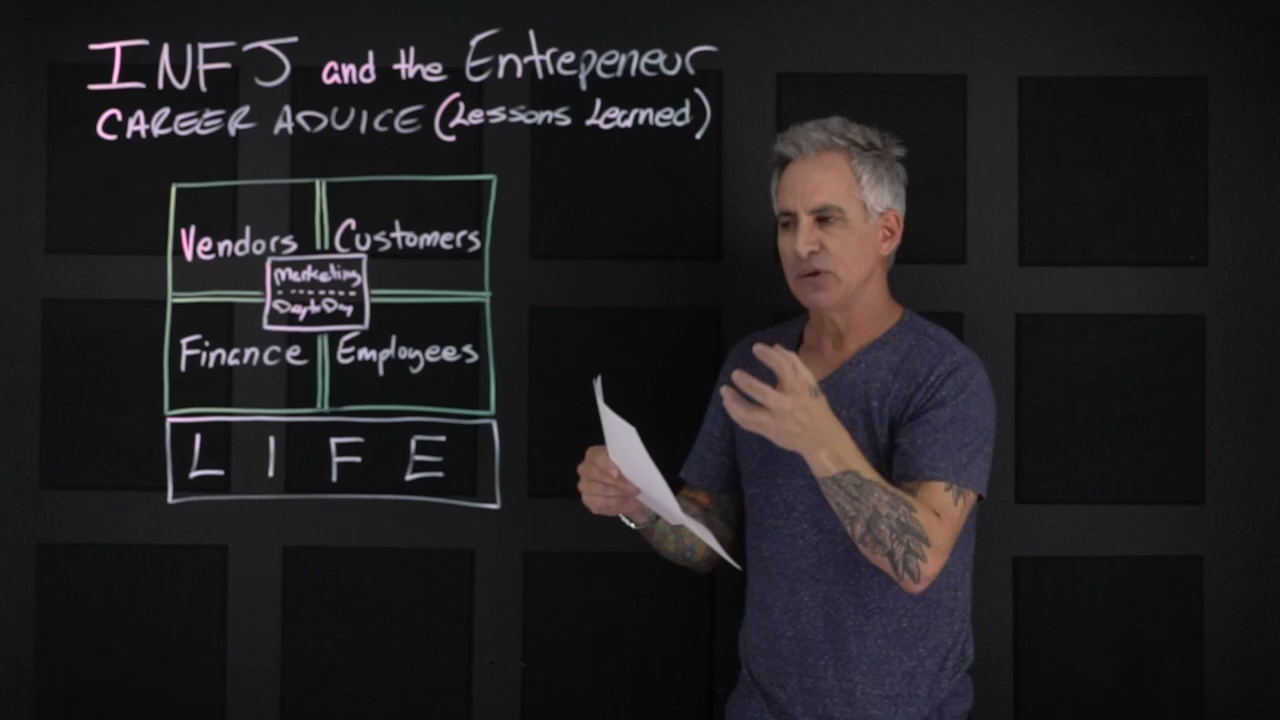 INFJ and the Entrepeneur
CAREER ADVICE (Lessons Learned)
Vendors Customers
Marketing
Day to Day
Finance Employees
LIFE